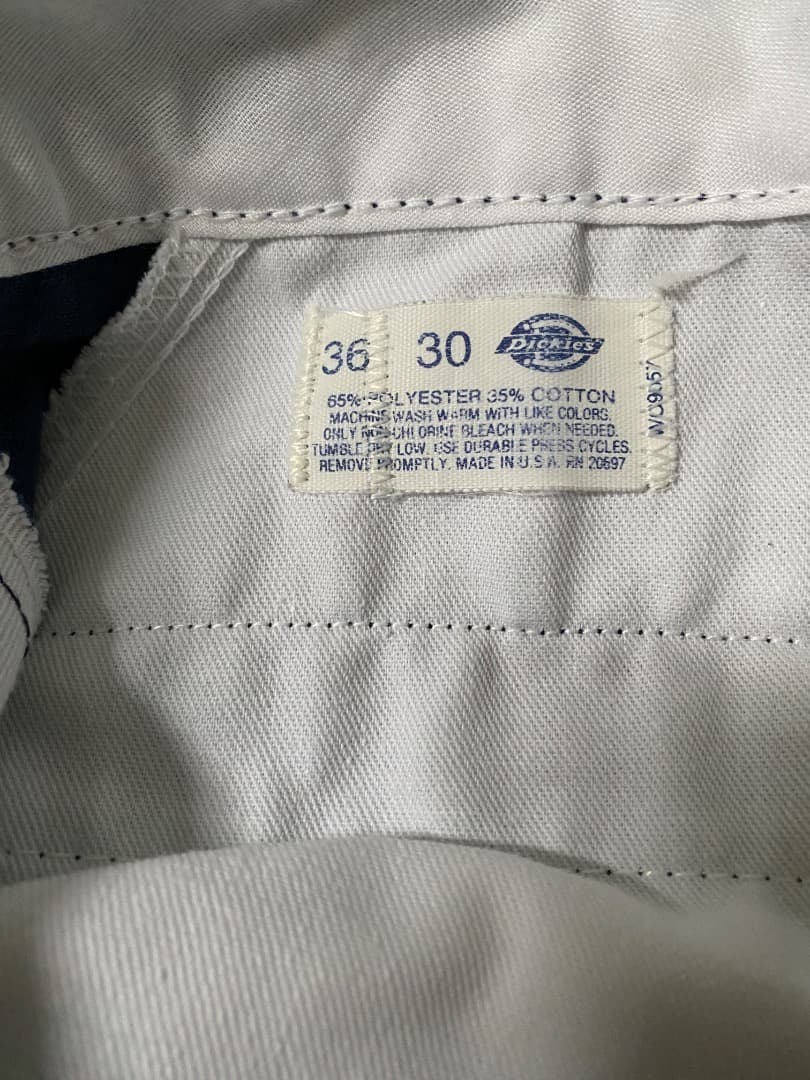 36 30 Dickies
65% POLYESTER 35% COTTON
MACHINE WASH WARM WITH LIKE COLORS.
ONLY NON-CHLORINE BLEACH WHEN NEEDED.
TUMBLE DRY LOW. USE DURABLE PRESS CYCLES.
REMOVE PROMPTLY. MADE IN U.S.A. RN 20697